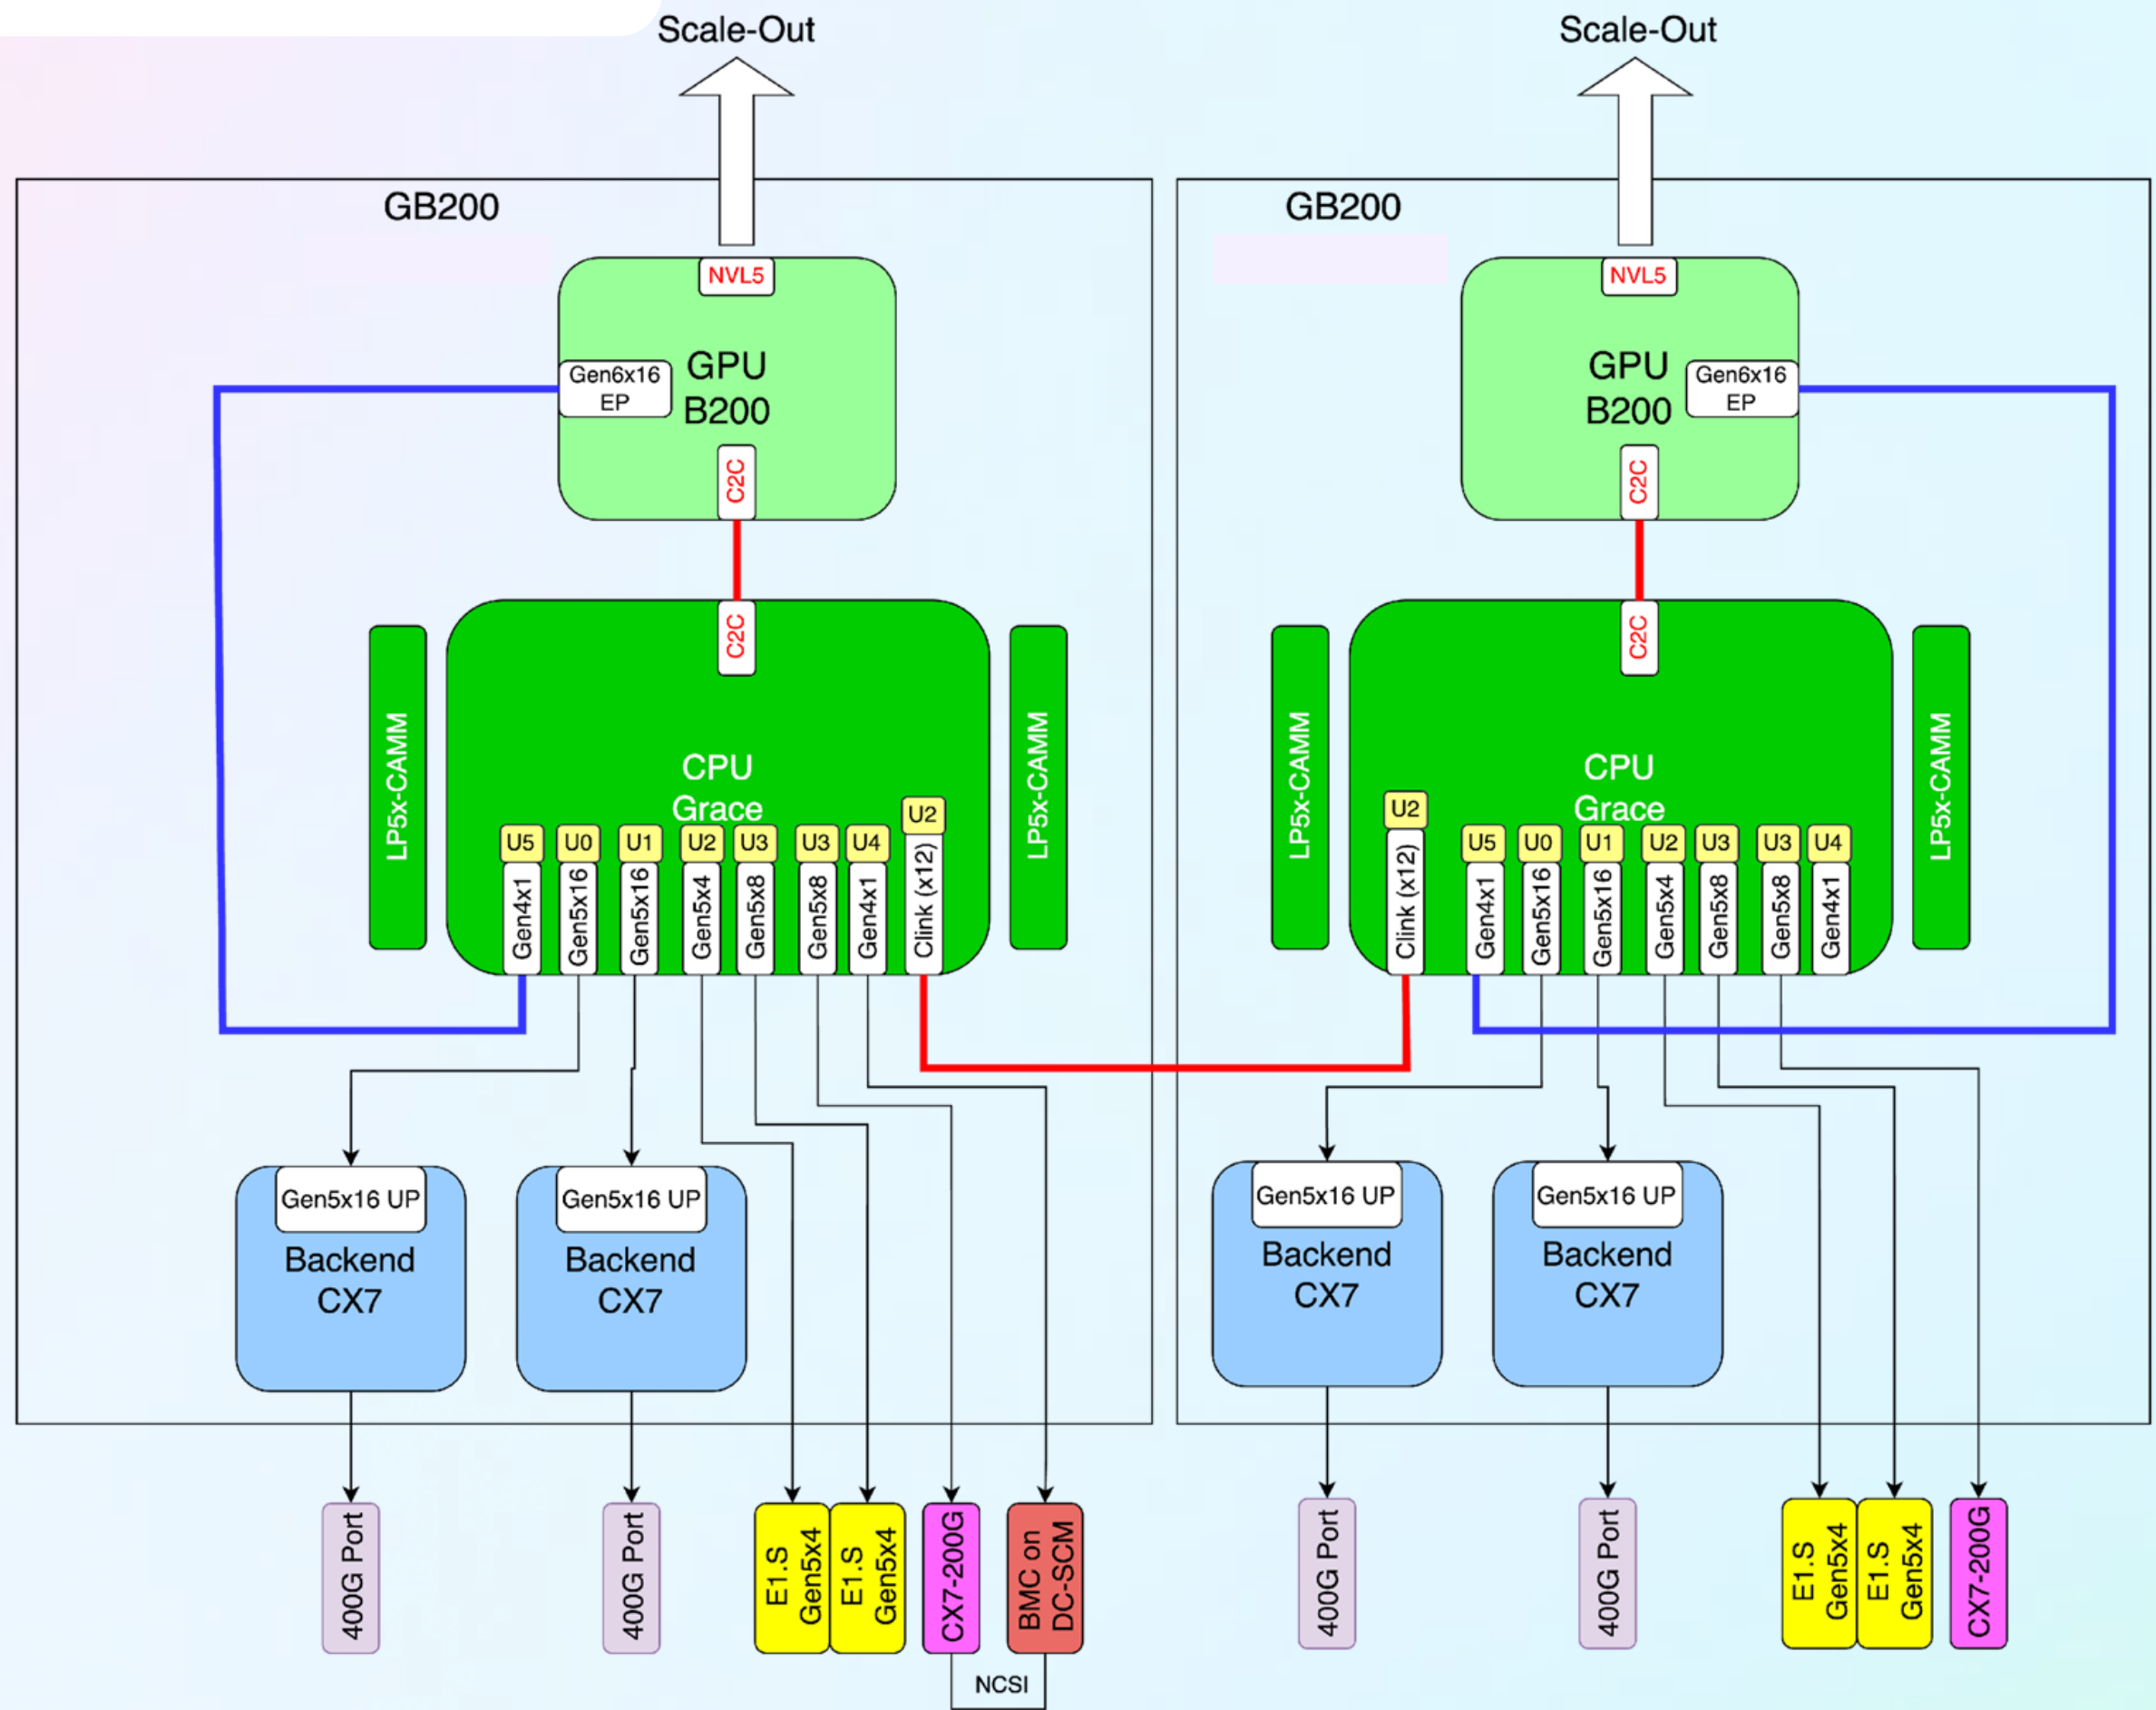 Scale-Out
Scale-Out
GB200
GB200
NVL5
GPU
B200
Gen6x16
EP
C2C
NVL5
GPU
B200
Gen6x16
EP
C2C
C2C
LP5x-CAMM
LP5x-CAMM
CPU
Grace
U5
U0
U1
U2
U3
U3
U4
U2
Gen4x1
Gen5x16
Gen5x16
Gen5x4
Gen5x8
Gen5x8
Gen4x1
Clink (x12)
C2C
LP5x-CAMM
LP5x-CAMM
CPU
Grace
U2
U5
U0
U1
U2
U3
U3
U4
Clink (x12)
Gen4x1
Gen5x16
Gen5x16
Gen5x4
Gen5x8
Gen5x8
Gen4x1
Gen5x16 UP
Backend
CX7
Gen5x16 UP
Backend
CX7
Gen5x16 UP
Backend
CX7
Gen5x16 UP
Backend
CX7
400G Port
400G Port
E1.S
Gen5x4
E1.S
Gen5x4
CX7-200G
BMC on
DC-SCM
NCSI
400G Port
400G Port
E1.S
Gen5x4
E1.S
Gen5x4
CX7-200G